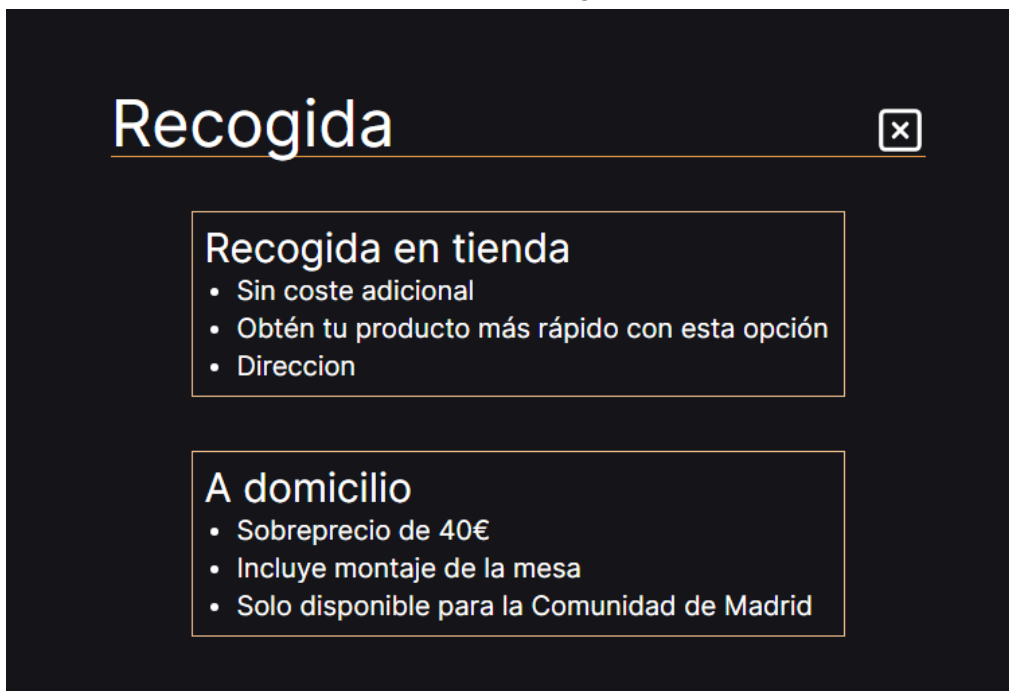 Recogida
Recogida en tienda
• Sin coste adicional
• Obtén tu producto más rápido con esta opción
• Direccion
A domicilio
• Sobreprecio de 40€
• Incluye montaje de la mesa
• Solo disponible para la Comunidad de Madrid